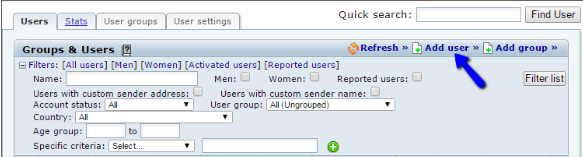 Users Stats User groups User settings Quick search: Find User
Groups & Users [?] Refresh » Add user » Add group »
Filters: [All users] [Men] [Women] [Activated users] [Reported users]
Name: Men: Women: Reported users: Filter list
Users with custom sender address: Users with custom sender name:
Account status: All User group: All (Ungrouped)
Country: All
Age group: to
Specific criteria: Select...